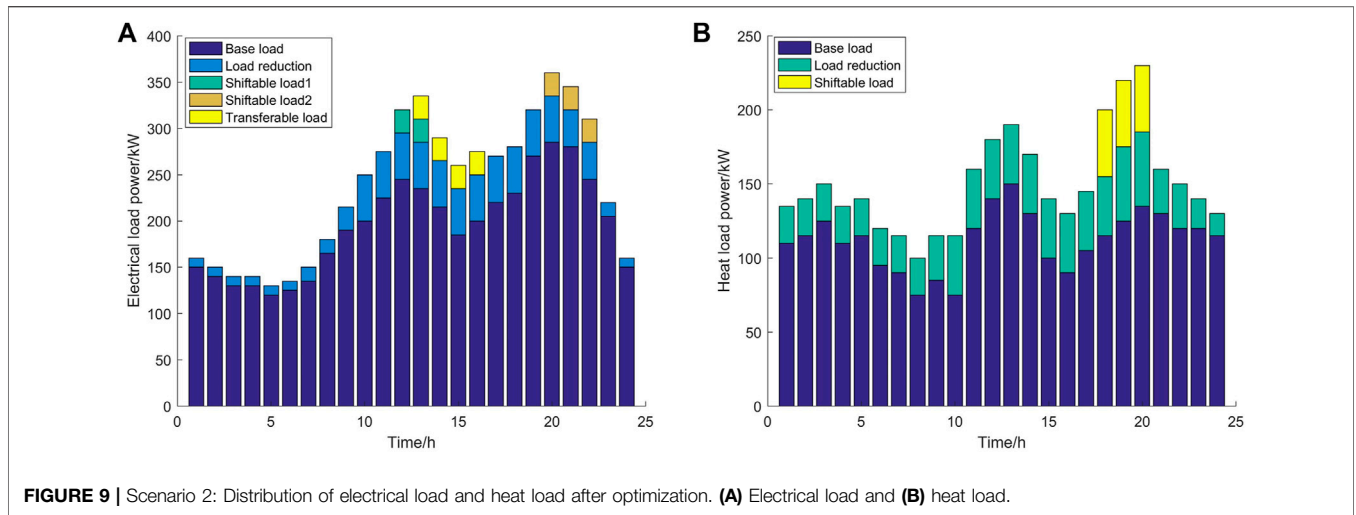 A
400
350
300
250
200
150
100
50
0
Electrical load power/kW
Base load
Load reduction
Shiftable load1
Shiftable load2
Transferable load
0 5 10 15 20 25
Time/h
B
250
200
150
100
50
0
Heat load power/kW
Base load
Load reduction
Shiftable load
0 5 10 15 20 25
Time/h
FIGURE 9 | Scenario 2: Distribution of electrical load and heat load after optimization. (A) Electrical load and (B) heat load.